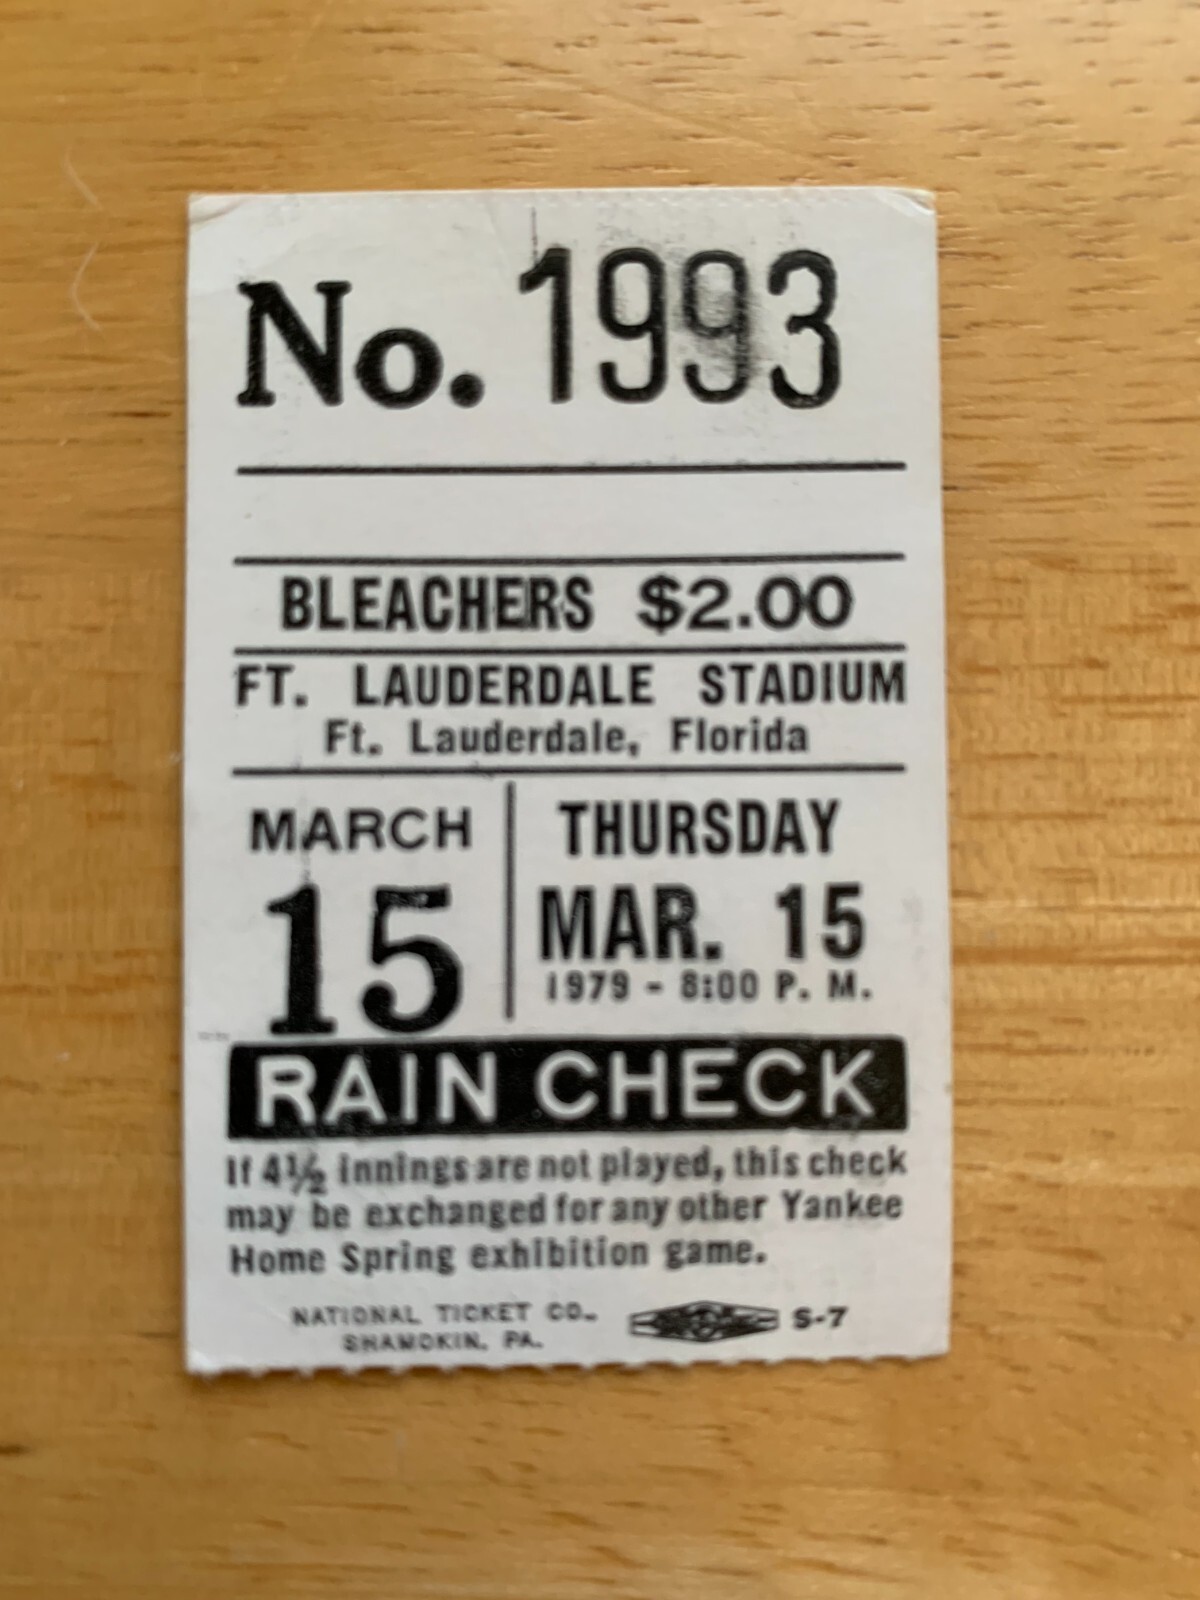 No. 1993
BLEACHERS $2.00
FT. LAUDERDALE STADIUM
Ft. Lauderdale, Florida
MARCH
15
THURSDAY
MAR. 15
1979 - 8:00 P. M.
RAIN CHECK
If 4½ innings are not played, this check
may be exchanged for any other Yankee
Home Spring exhibition game.
NATIONAL TICKET CO.
SHAMOKIN, PA.
S-7